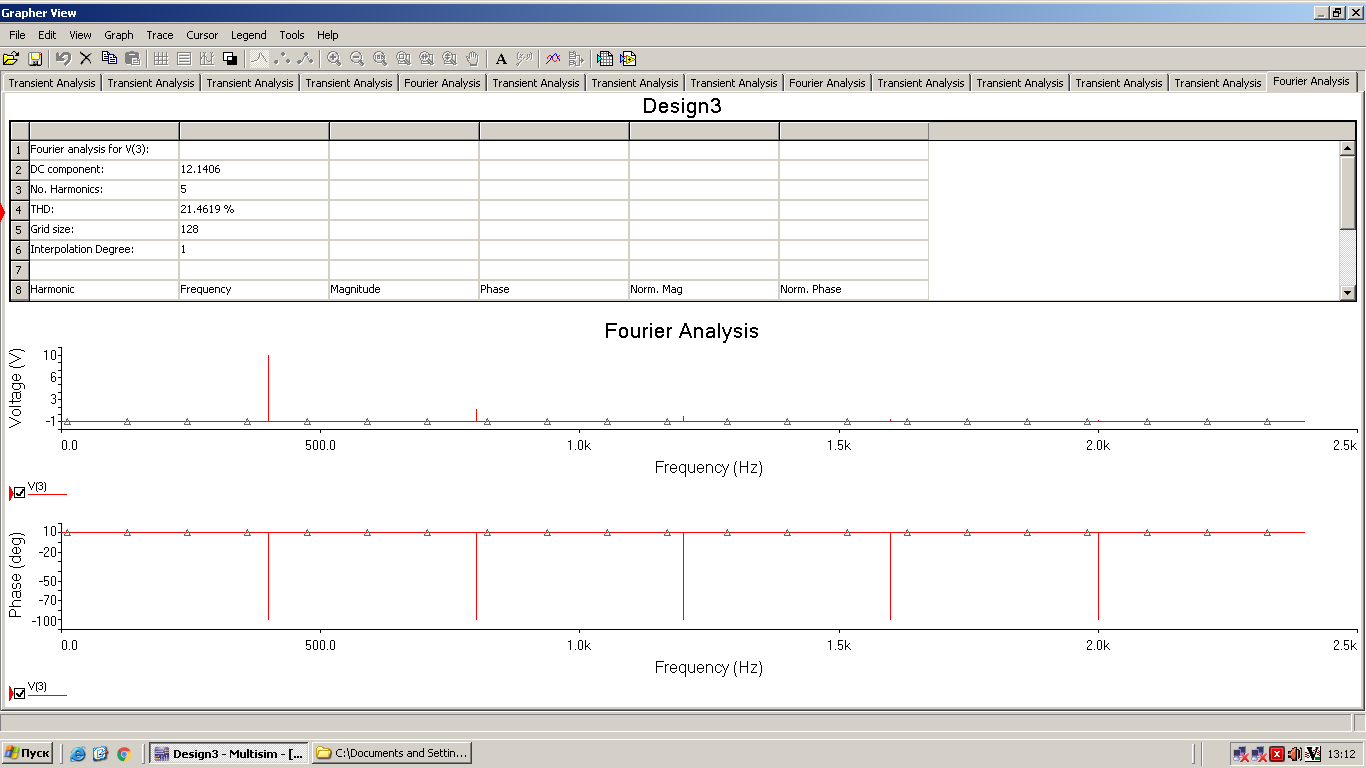 Grapher View
File Edit View Graph Trace Cursor Legend Tools Help
A
Transient Analysis Transient Analysis Transient Analysis Transient Analysis Fourier Analysis Transient Analysis Transient Analysis Transient Analysis Fourier Analysis Transient Analysis Transient Analysis Transient Analysis Transient Analysis Fourier Analysis
Design3
1 Fourier analysis for V(3):
2 DC component: 12.1406
3 No. Harmonics: 5
4 THD: 21.4619 %
5 Grid size: 128
6 Interpolation Degree: 1
7
8 Harmonic Frequency Magnitude Phase Norm. Mag Norm. Phase
Fourier Analysis
Voltage (V)
10
6
3
-1
0.0 500.0 1.0k 1.5k 2.0k 2.5k
Frequency (Hz)
V(3)
Phase (deg)
10
-20
-50
-70
-100
0.0 500.0 1.0k 1.5k 2.0k 2.5k
Frequency (Hz)
V(3)
Пуск Design3 - Multisim - [... C:\Documents and Settin... 13:12